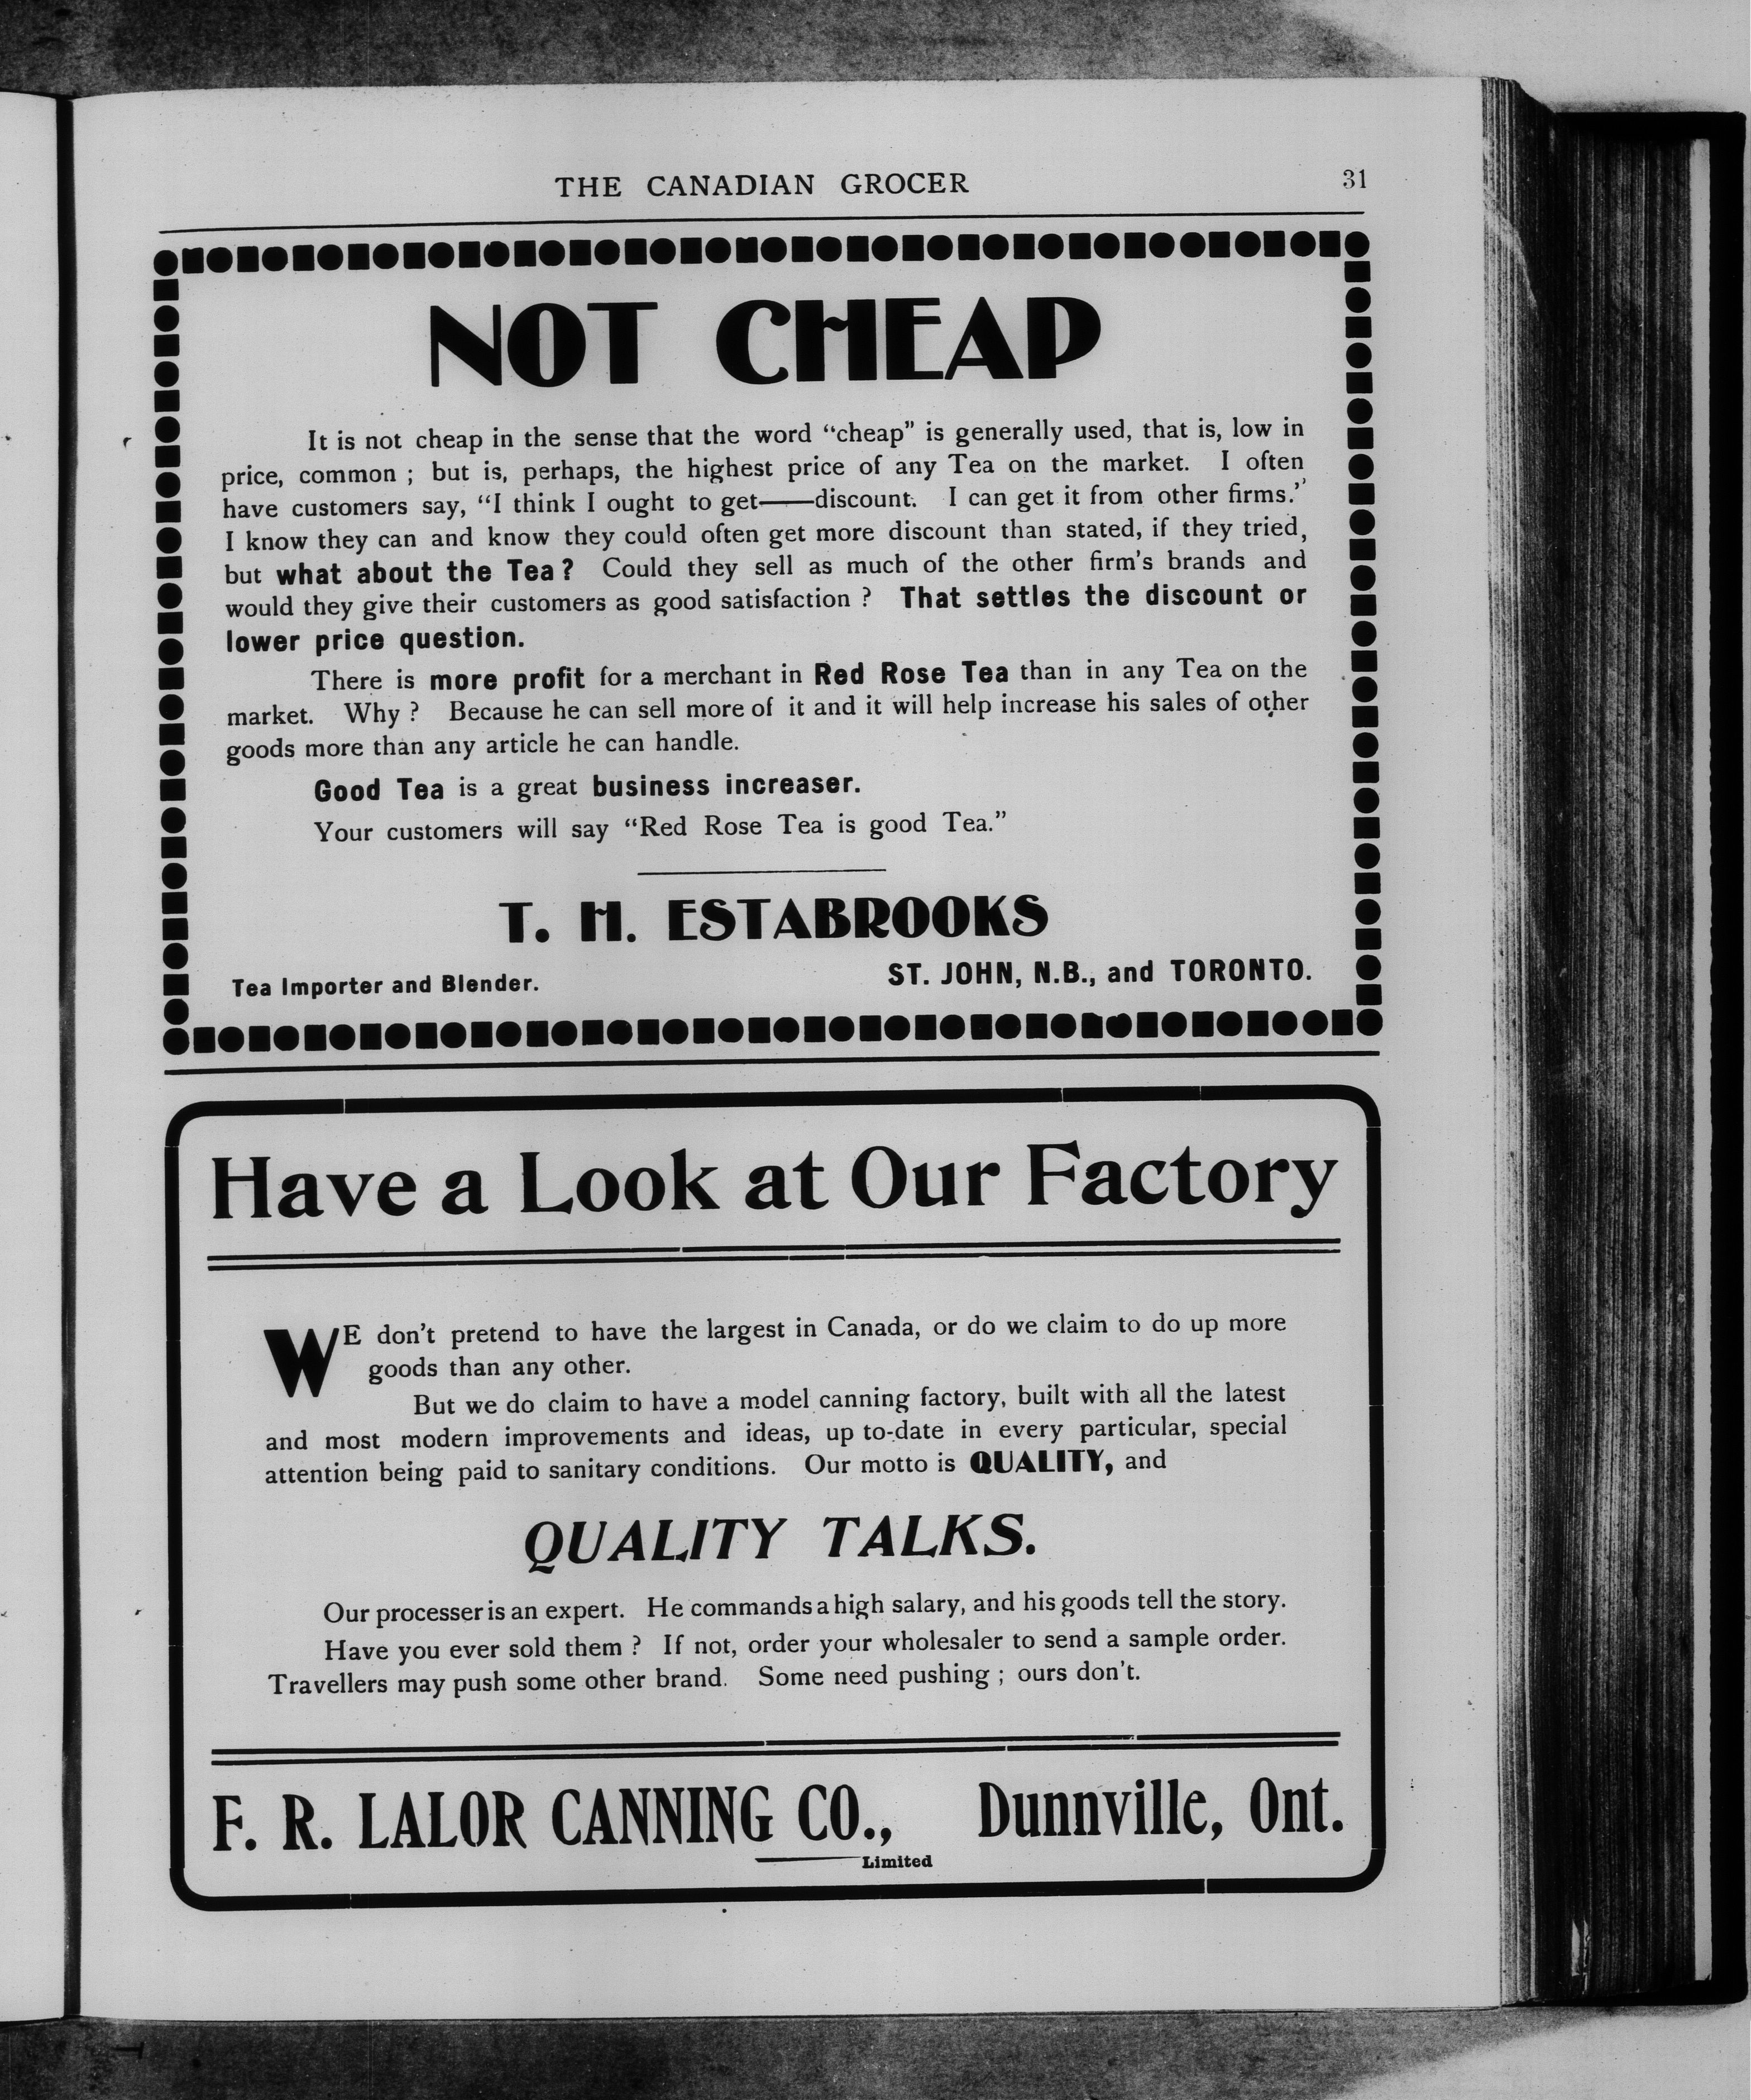 THE CANADIAN GROCER 31
NOT CHEAP
It is not cheap in the sense that the word “cheap” is generally used, that is, low in
price, common ; but is, perhaps, the highest price of any Tea on the market. I often
have customers say, “I think I ought to get——discount. I can get it from other firms.”
I know they can and know they could often get more discount than stated, if they tried,
but what about the Tea ? Could they sell as much of the other firm's brands and
would they give their customers as good satisfaction ? That settles the discount or
lower price question.
There is more profit for a merchant in Red Rose Tea than in any Tea on the
market. Why ? Because he can sell more of it and it will help increase his sales of other
goods more than any article he can handle.
Good Tea is a great business increaser.
Your customers will say “Red Rose Tea is good Tea.”
T. H. ESTABROOKS
Tea Importer and Blender. ST. JOHN, N.B., and TORONTO.
Have a Look at Our Factory
WE don't pretend to have the largest in Canada, or do we claim to do up more
goods than any other.
But we do claim to have a model canning factory, built with all the latest
and most modern improvements and ideas, up to-date in every particular, special
attention being paid to sanitary conditions. Our motto is QUALITY, and
QUALITY TALKS.
Our processer is an expert. He commands a high salary, and his goods tell the story.
Have you ever sold them ? If not, order your wholesaler to send a sample order.
Travellers may push some other brand. Some need pushing ; ours don't.
F. R. LALOR CANNING CO., Dunnville, Ont.
Limited